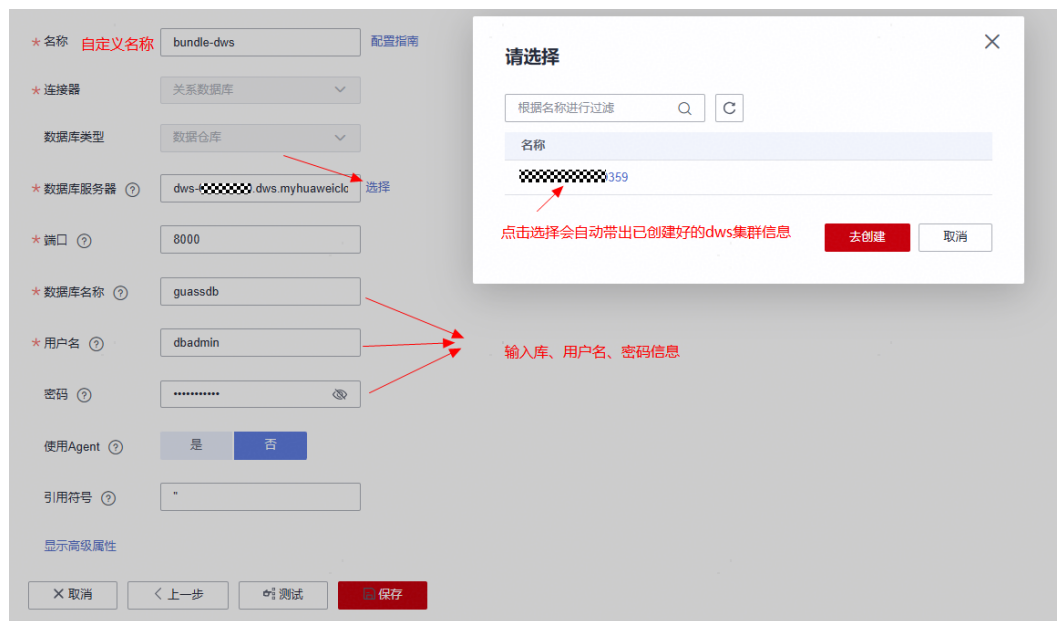 * 名称 自定义名称 bundle-dws 配置指南
* 连接器 关系数据库
数据库类型 数据仓库
* 数据库服务器 ? dws- .dws.myhuaweiclo 选择
* 端口 ? 8000
* 数据库名称 ? guassdb
* 用户名 ? dbadmin
密码 ? •••••••••••
使用Agent ? 是 否
引用符号 ? "
显示高级属性
取消 上一步 测试 保存
请选择
根据名称进行过滤
名称
359
点击选择会自动带出已创建好的dws集群信息
去创建 取消
输入库、用户名、密码信息